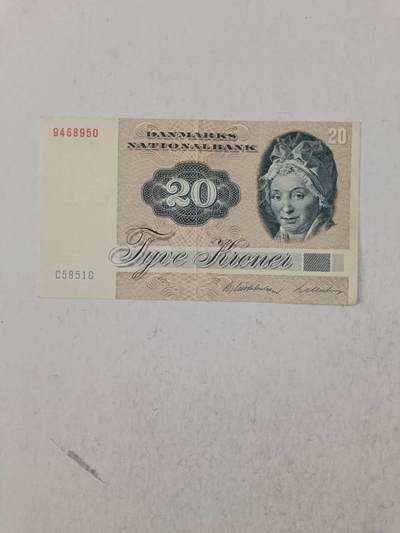 9468950
DANMARKS
NATIONALBANK
20
20
Tyve Kroner
C5851G